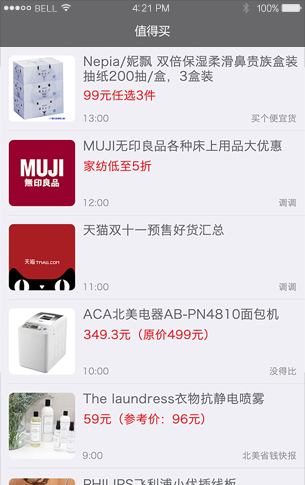 BELL
4:21 PM
100%
值得买
Nepia/妮飘 双倍保湿柔滑鼻贵族盒装
抽纸200抽/盒，3盒装
99元任选3件
13:00
买个便宜货
MUJI
無印良品
MUJI无印良品各种床上用品大优惠
家纺低至5折
12:00
调调
天猫TMALL.COM
天猫双十一预售好货汇总
11:00
调调
ACA北美电器AB-PN4810面包机
349.3元（原价499元）
10:00
没得比
The laundress衣物抗静电喷雾
59元（参考价：96元）
9:00
北美省钱快报
PHILIPS飞利浦小优插线板